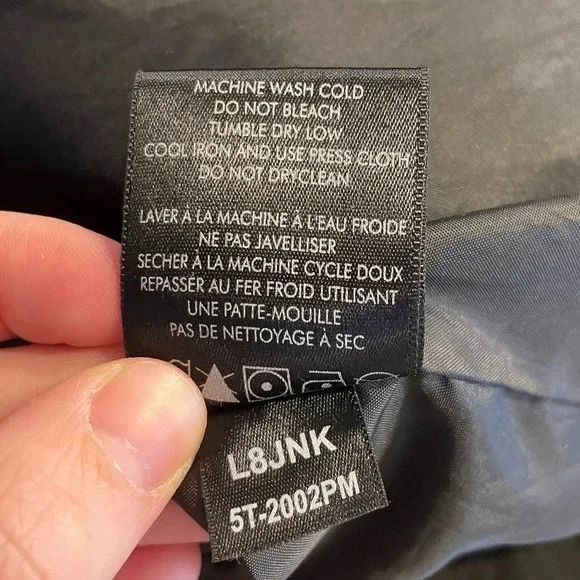 MACHINE WASH COLD
DO NOT BLEACH
TUMBLE DRY LOW
COOL IRON AND USE PRESS CLOTH
DO NOT DRYCLEAN
LAVER À LA MACHINE À L'EAU FROIDE
NE PAS JAVELLISER
SECHER À LA MACHINE CYCLE DOUX
REPASSER AU FER FROID UTILISANT
UNE PATTE-MOUILLE
PAS DE NETTOYAGE À SEC
L8JNK
5T-2002PM